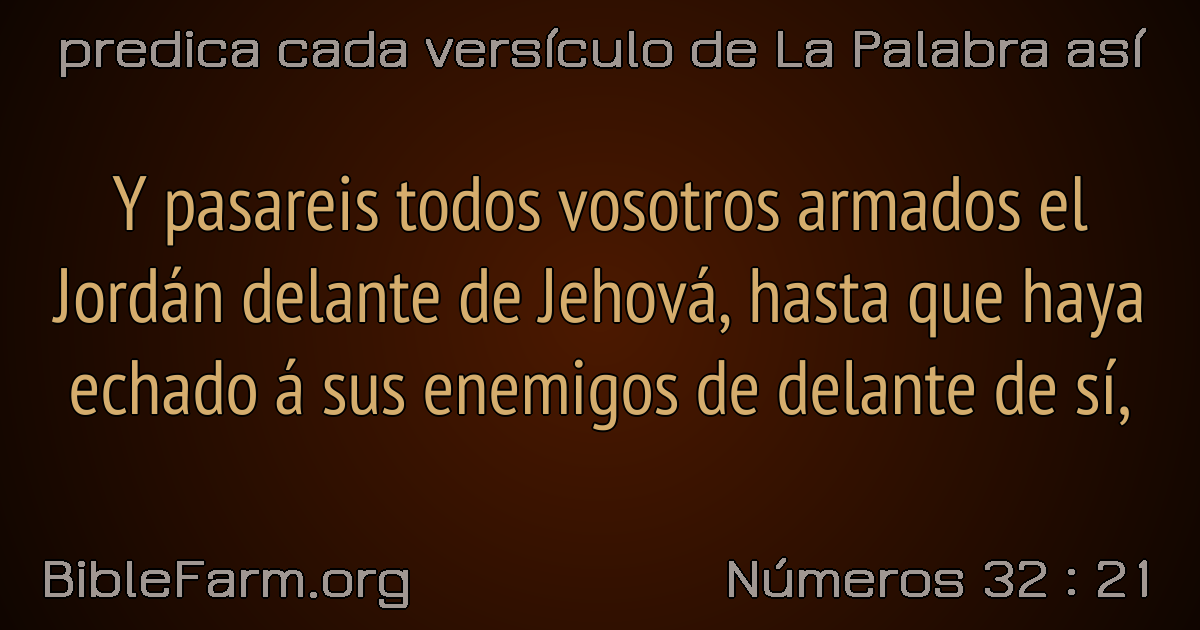 predica cada versículo de La Palabra así
Y pasareis todos vosotros armados el
Jordán delante de Jehová, hasta que haya
echado á sus enemigos de delante de sí,
BibleFarm.org
Números 32 : 21